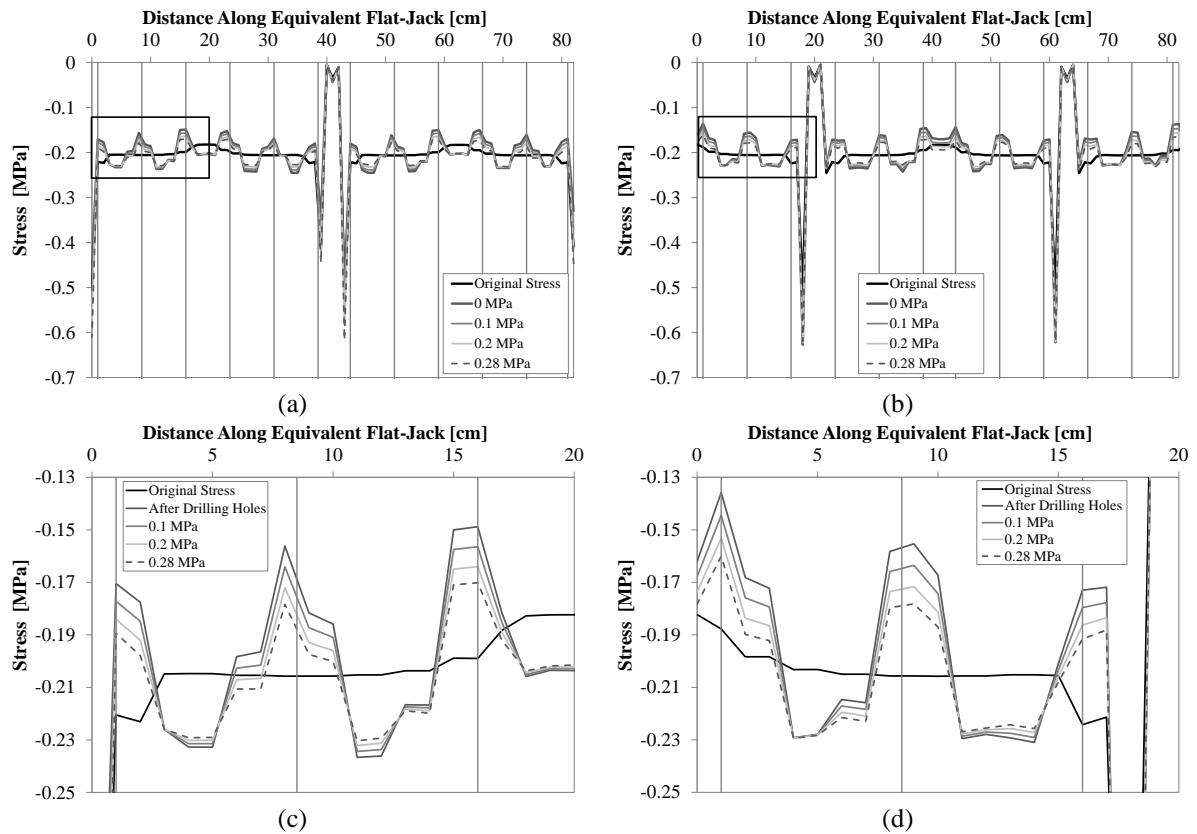 Distance Along Equivalent Flat-Jack [cm]
0 10 20 30 40 50 60 70 80
0
-0.1
-0.2
-0.3
-0.4
-0.5
-0.6
-0.7
Stress [MPa]
Original Stress
0 MPa
0.1 MPa
0.2 MPa
0.28 MPa
(a)
Distance Along Equivalent Flat-Jack [cm]
0 10 20 30 40 50 60 70 80
0
-0.1
-0.2
-0.3
-0.4
-0.5
-0.6
-0.7
Stress [MPa]
Original Stress
0 MPa
0.1 MPa
0.2 MPa
0.28 MPa
(b)
Distance Along Equivalent Flat-Jack [cm]
0 5 10 15 20
-0.13
-0.15
-0.17
-0.19
-0.21
-0.23
-0.25
Stress [MPa]
Original Stress
After Drilling Holes
0.1 MPa
0.2 MPa
0.28 MPa
(c)
Distance Along Equivalent Flat-Jack [cm]
0 5 10 15 20
-0.13
-0.15
-0.17
-0.19
-0.21
-0.23
-0.25
Stress [MPa]
Original Stress
After Drilling Holes
0.1 MPa
0.2 MPa
0.28 MPa
(d)